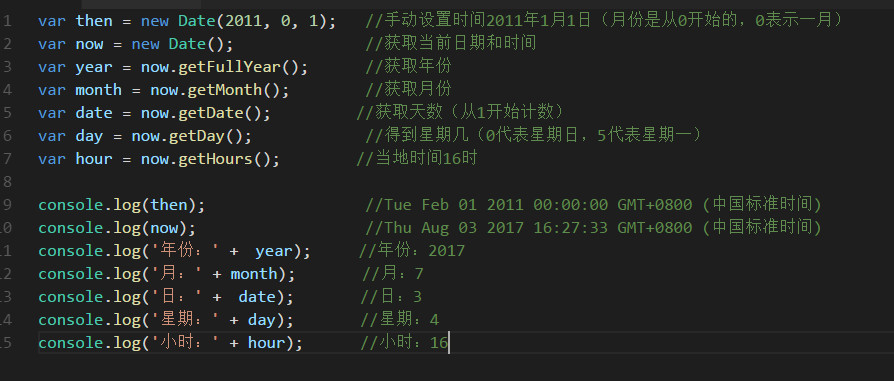 1 var then = new Date(2011, 0, 1);   //手动设置时间2011年1月1日（月份是从0开始的，0表示一月）
2 var now = new Date();              //获取当前日期和时间
3 var year = now.getFullYear();      //获取年份
4 var month = now.getMonth();        //获取月份
5 var date = now.getDate();         //获取天数（从1开始计数）
6 var day = now.getDay();            //得到星期几（0代表星期日，5代表星期一）
7 var hour = now.getHours();        //当地时间16时
8
9 console.log(then);                 //Tue Feb 01 2011 00:00:00 GMT+0800 (中国标准时间)
10 console.log(now);                  //Thu Aug 03 2017 16:27:33 GMT+0800 (中国标准时间)
11 console.log('年份：' +  year);     //年份：2017
12 console.log('月：' + month);       //月：7
13 console.log('日：' +  date);       //日：3
14 console.log('星期：' + day);       //星期：4
15 console.log('小时：' + hour);      //小时：16